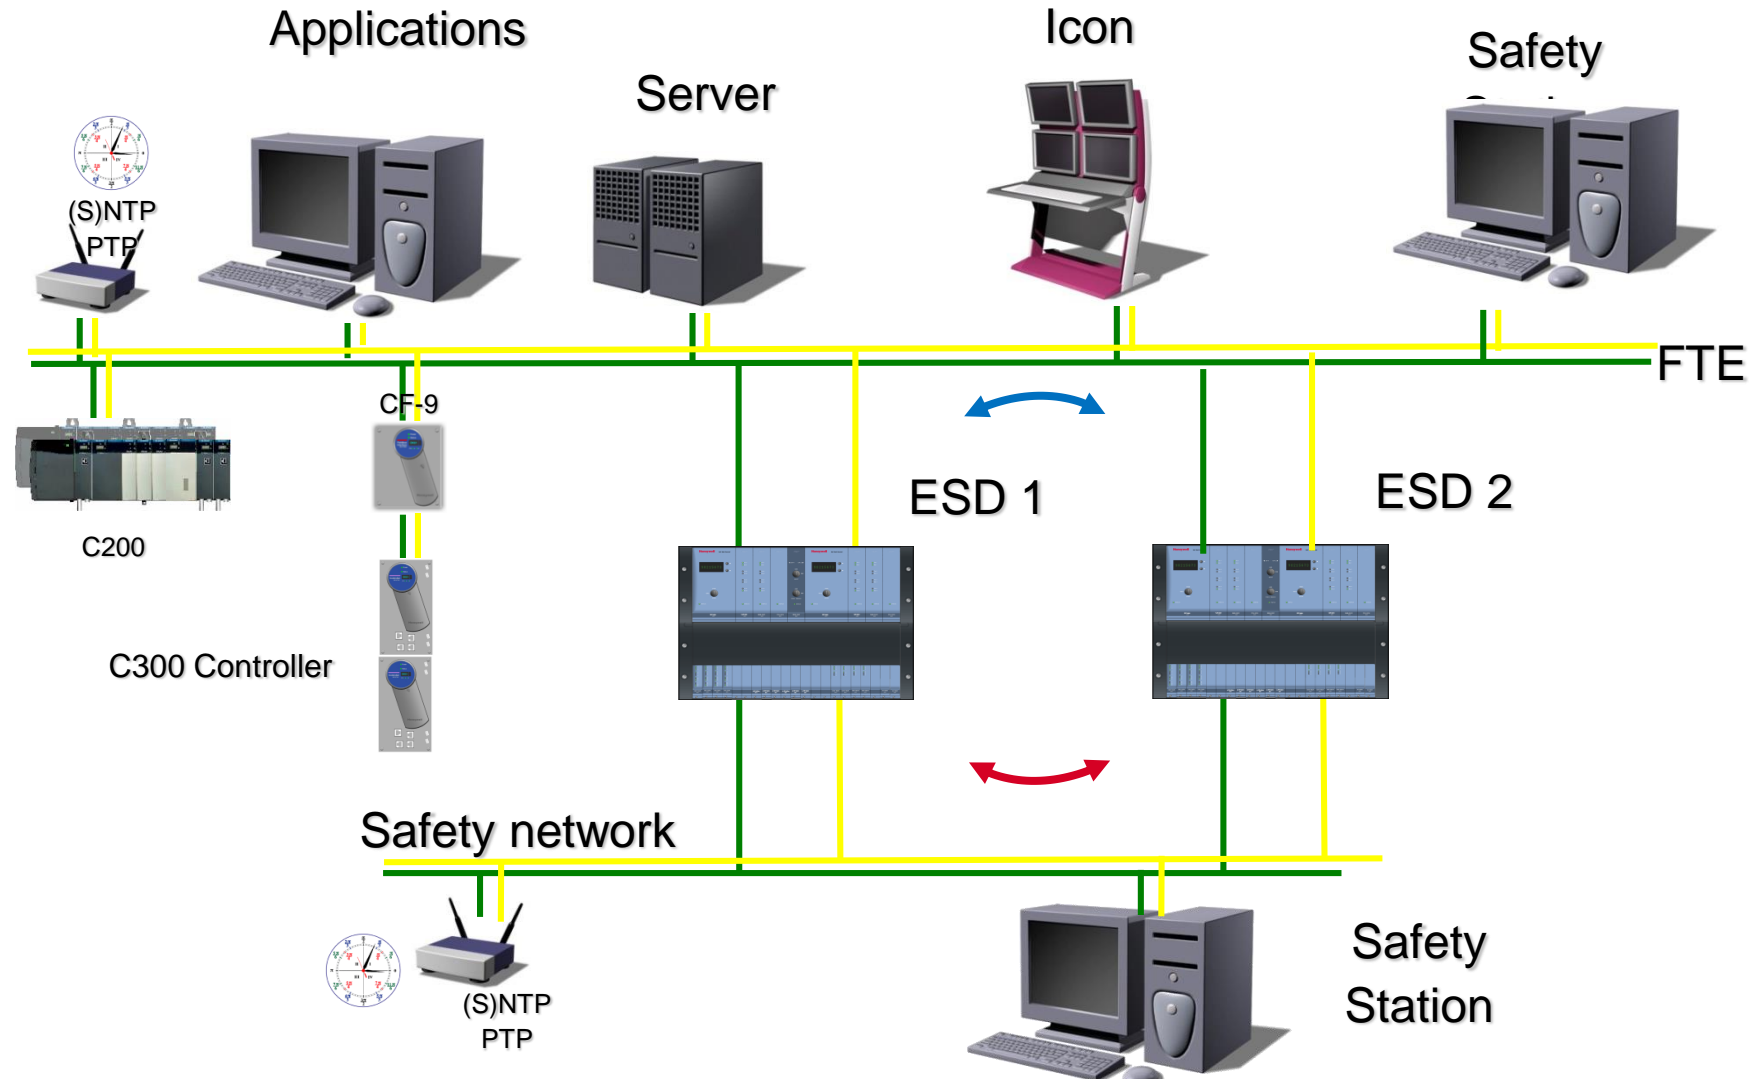 Applications
Icon
Safety
Server
(S)NTP
PTP
FTE
CF-9
ESD 1
ESD 2
C200
C300 Controller
Safety network
(S)NTP
PTP
Safety
Station